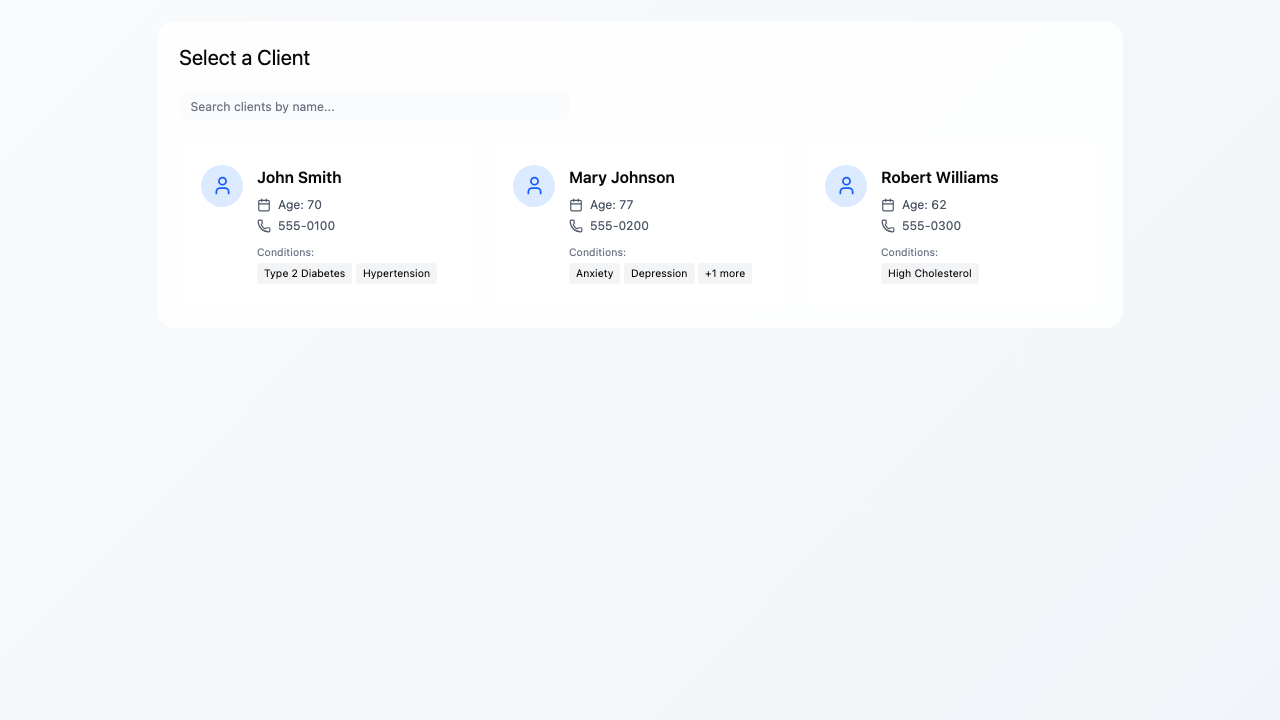 Select a Client
Search clients by name...
John Smith
Age: 70
555-0100
Conditions:
Type 2 Diabetes
Hypertension
Mary Johnson
Age: 77
555-0200
Conditions:
Anxiety
Depression
+1 more
Robert Williams
Age: 62
555-0300
Conditions:
High Cholesterol